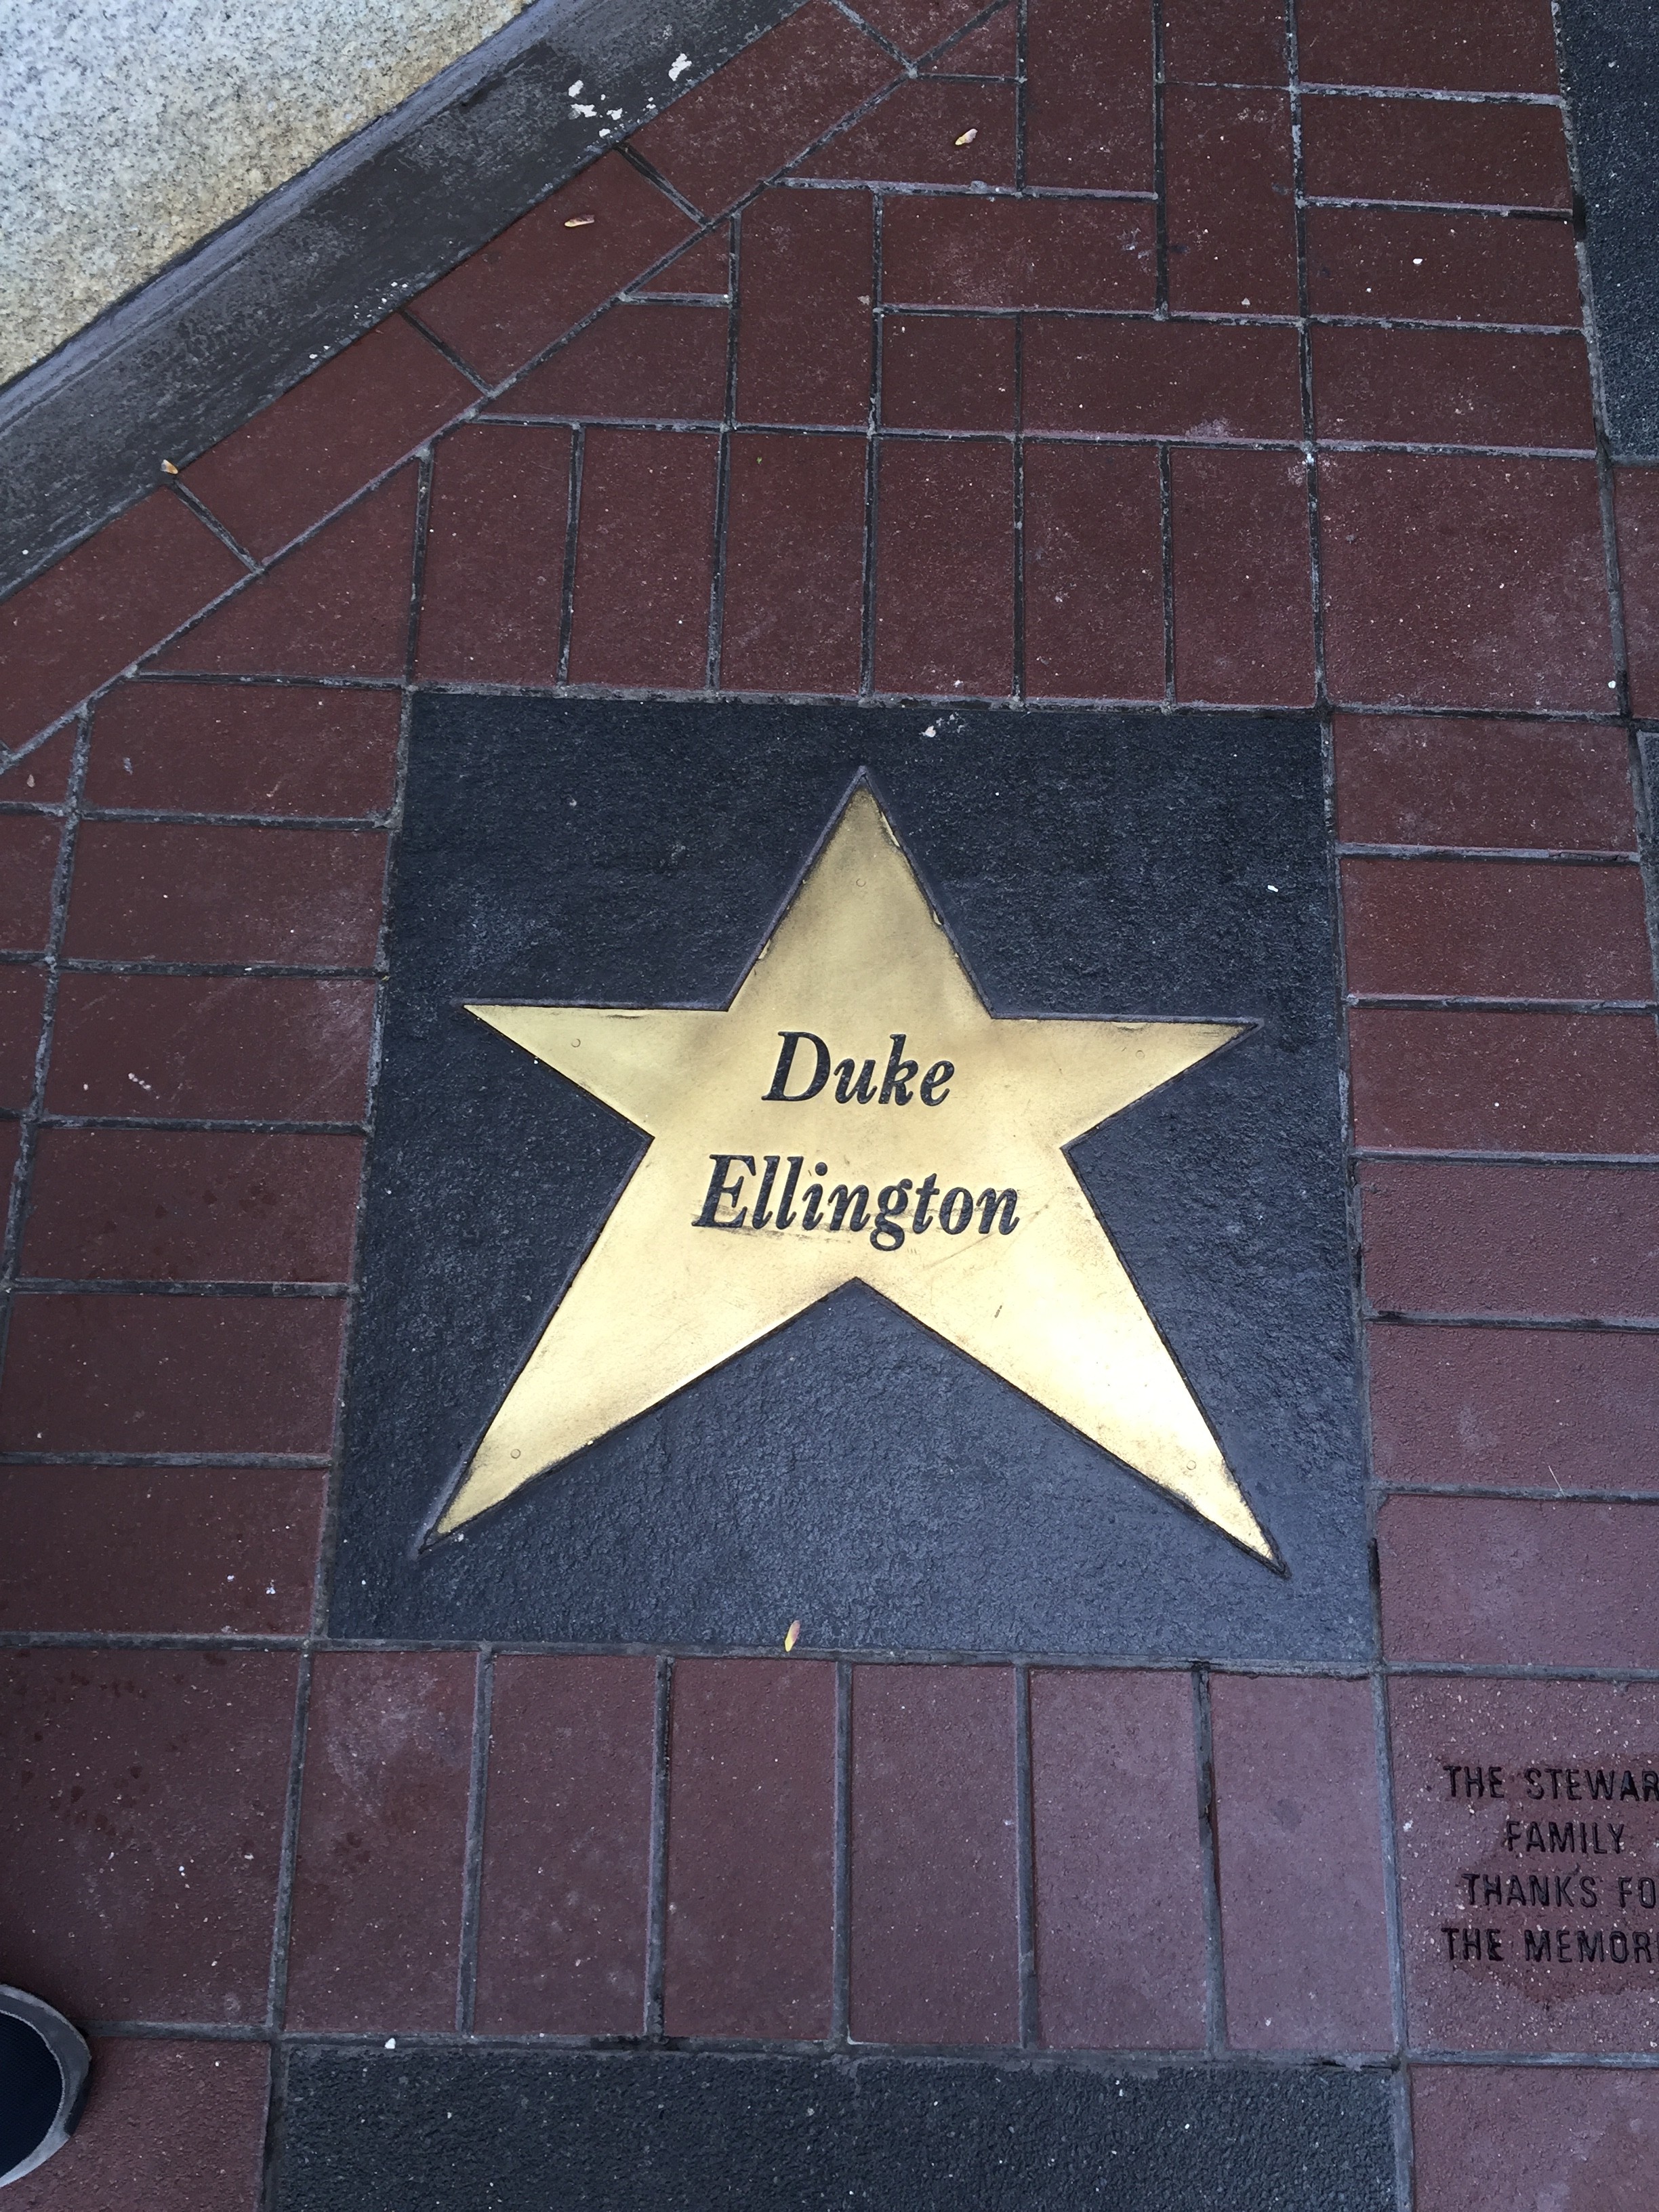 Duke
Ellington
THE STEWAR
FAMILY
THANKS FO
THE MEMOR